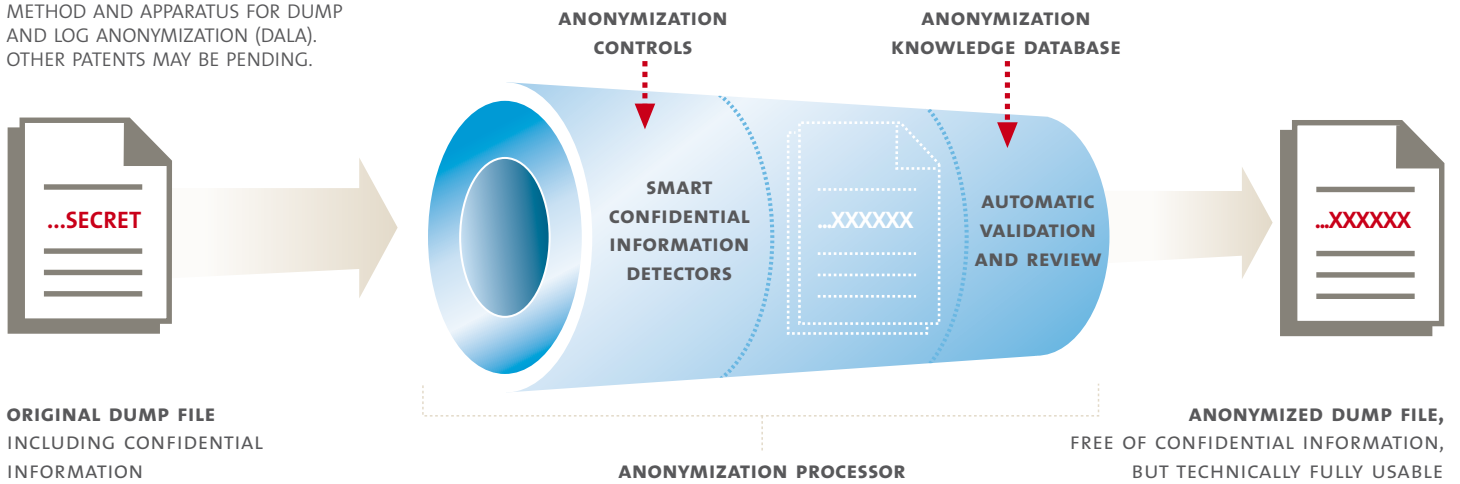 METHOD AND APPARATUS FOR DUMP
AND LOG ANONYMIZATION (DALA).
OTHER PATENTS MAY BE PENDING.
ANONYMIZATION
CONTROLS
ANONYMIZATION
KNOWLEDGE DATABASE
...SECRET
SMART
CONFIDENTIAL
INFORMATION
DETECTORS
...XXXXXX
AUTOMATIC
VALIDATION
AND REVIEW
...XXXXXX
ORIGINAL DUMP FILE
INCLUDING CONFIDENTIAL
INFORMATION
ANONYMIZATION PROCESSOR
ANONYMIZED DUMP FILE,
FREE OF CONFIDENTIAL INFORMATION,
BUT TECHNICALLY FULLY USABLE